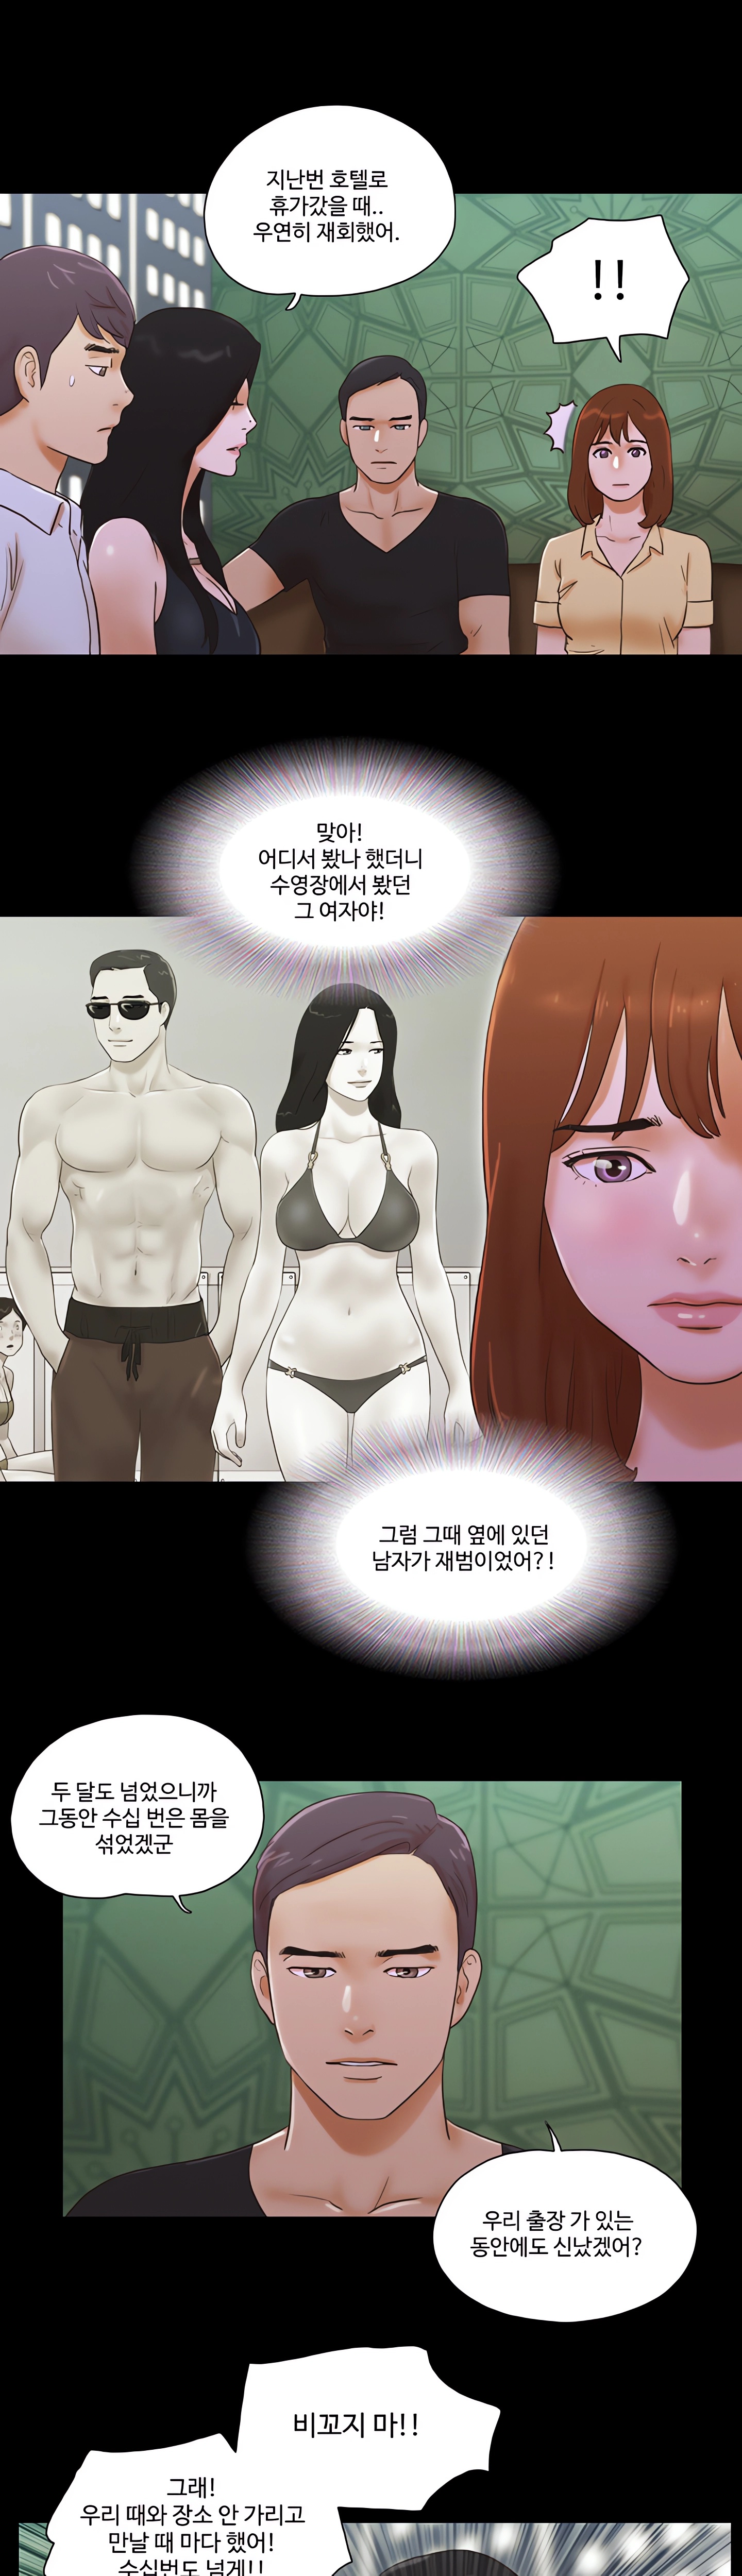 지난번 호텔로
휴가갔을 때..
우연히 재회했어.
!!
맞아!
어디서 봤나 했더니
수영장에서 봤던
그 여자야!
그럼 그때 옆에 있던
남자가 재범이었어?!
두 달도 넘었으니까
그동안 수십 번은 몸을
섞었겠군
우리 출장 가 있는
동안에도 신났겠어?
비꼬지 마!!
그래!
우리 때와 장소 안 가리고
만날 때 마다 했어!
수십번도 넘게!!